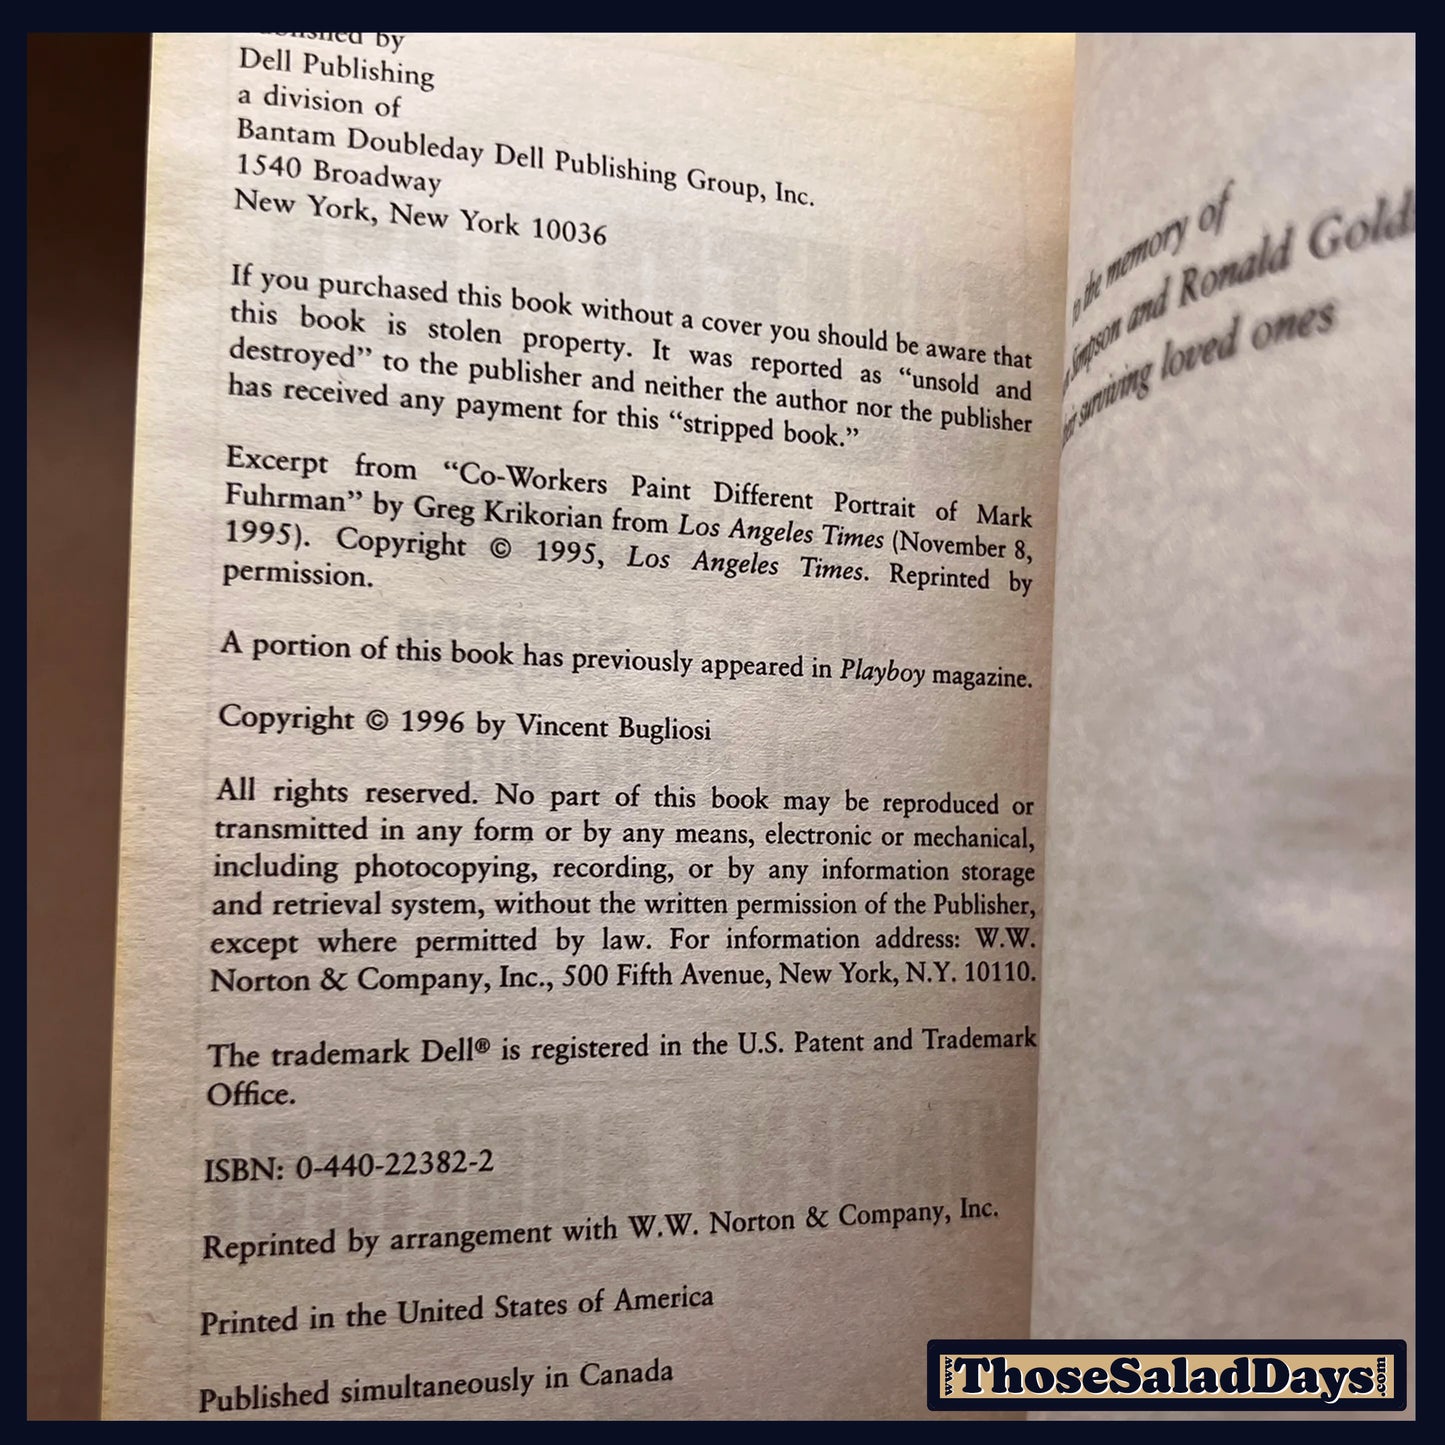 by
Dell Publishing
a division of
Bantam Doubleday Dell Publishing Group, Inc.
1540 Broadway
New York, New York 10036
If you purchased this book without a cover you should be aware that
this book is stolen property. It was reported as “unsold and
destroyed” to the publisher and neither the author nor the publisher
has received any payment for this “stripped book.”
Excerpt from “Co-Workers Paint Different Portrait of Mark
Fuhrman” by Greg Krikorian from Los Angeles Times (November 8,
1995). Copyright © 1995, Los Angeles Times. Reprinted by
permission.
A portion of this book has previously appeared in Playboy magazine.
Copyright © 1996 by Vincent Bugliosi
All rights reserved. No part of this book may be reproduced or
transmitted in any form or by any means, electronic or mechanical,
including photocopying, recording, or by any information storage
and retrieval system, without the written permission of the Publisher,
except where permitted by law. For information address: W.W.
Norton & Company, Inc., 500 Fifth Avenue, New York, N.Y. 10110.
The trademark Dell® is registered in the U.S. Patent and Trademark
Office.
ISBN: 0-440-22382-2
Reprinted by arrangement with W.W. Norton & Company, Inc.
Printed in the United States of America
Published simultaneously in Canada
to the memory of
Simpson and Ronald
surviving loved ones
www.ThoseSaladDays.com